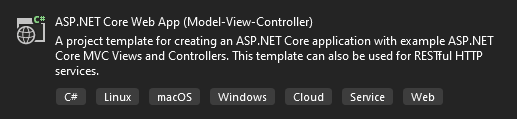 C#
ASP.NET Core Web App (Model-View-Controller)
A project template for creating an ASP.NET Core application with example ASP.NET
Core MVC Views and Controllers. This template can also be used for RESTful HTTP
services.
C# Linux macOS Windows Cloud Service Web